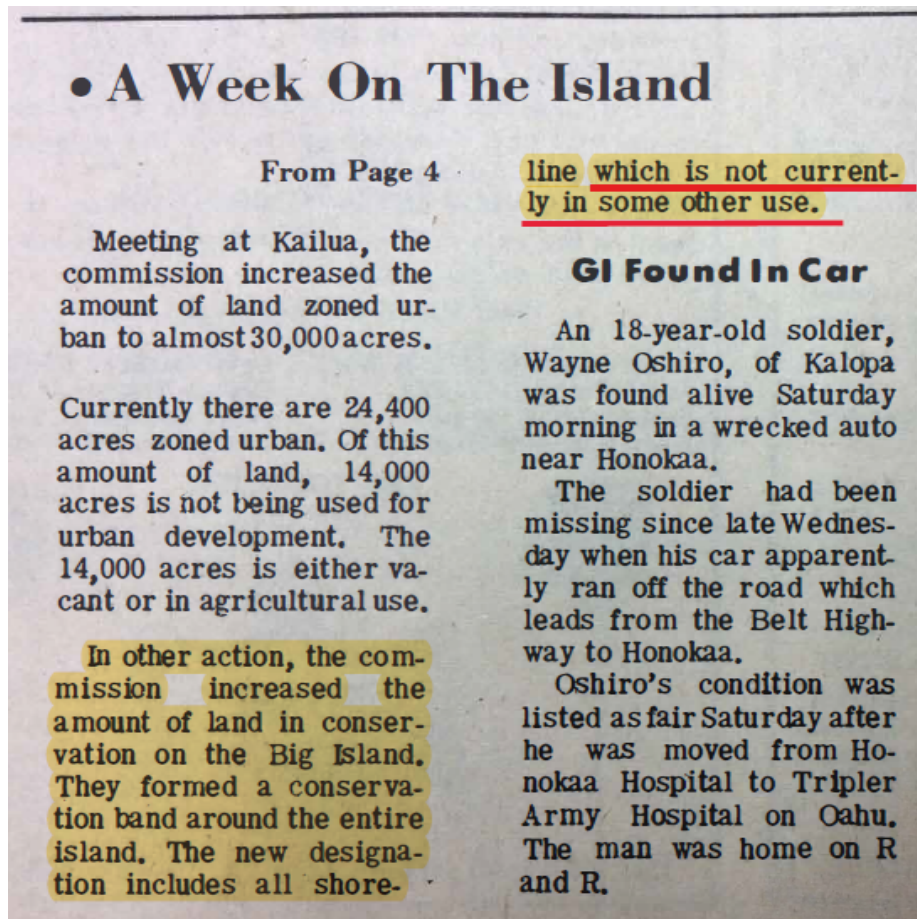 • A Week On The Island
From Page 4
Meeting at Kailua, the
commission increased the
amount of land zoned ur-
ban to almost 30,000 acres.
Currently there are 24,400
acres zoned urban. Of this
amount of land, 14,000
acres is not being used for
urban development. The
14,000 acres is either va-
cant or in agricultural use.
In other action, the com-
mission increased the
amount of land in conser-
vation on the Big Island.
They formed a conserva-
tion band around the entire
island. The new designa-
tion includes all shore-
line which is not current-
ly in some other use.
GI Found In Car
An 18-year-old soldier,
Wayne Oshiro, of Kalopa
was found alive Saturday
morning in a wrecked auto
near Honokaa.
The soldier had been
missing since late Wednes-
day when his car apparent-
ly ran off the road which
leads from the Belt High-
way to Honokaa.
Oshiro's condition was
listed as fair Saturday after
he was moved from Ho-
nokaa Hospital to Tripler
Army Hospital on Oahu.
The man was home on R
and R.